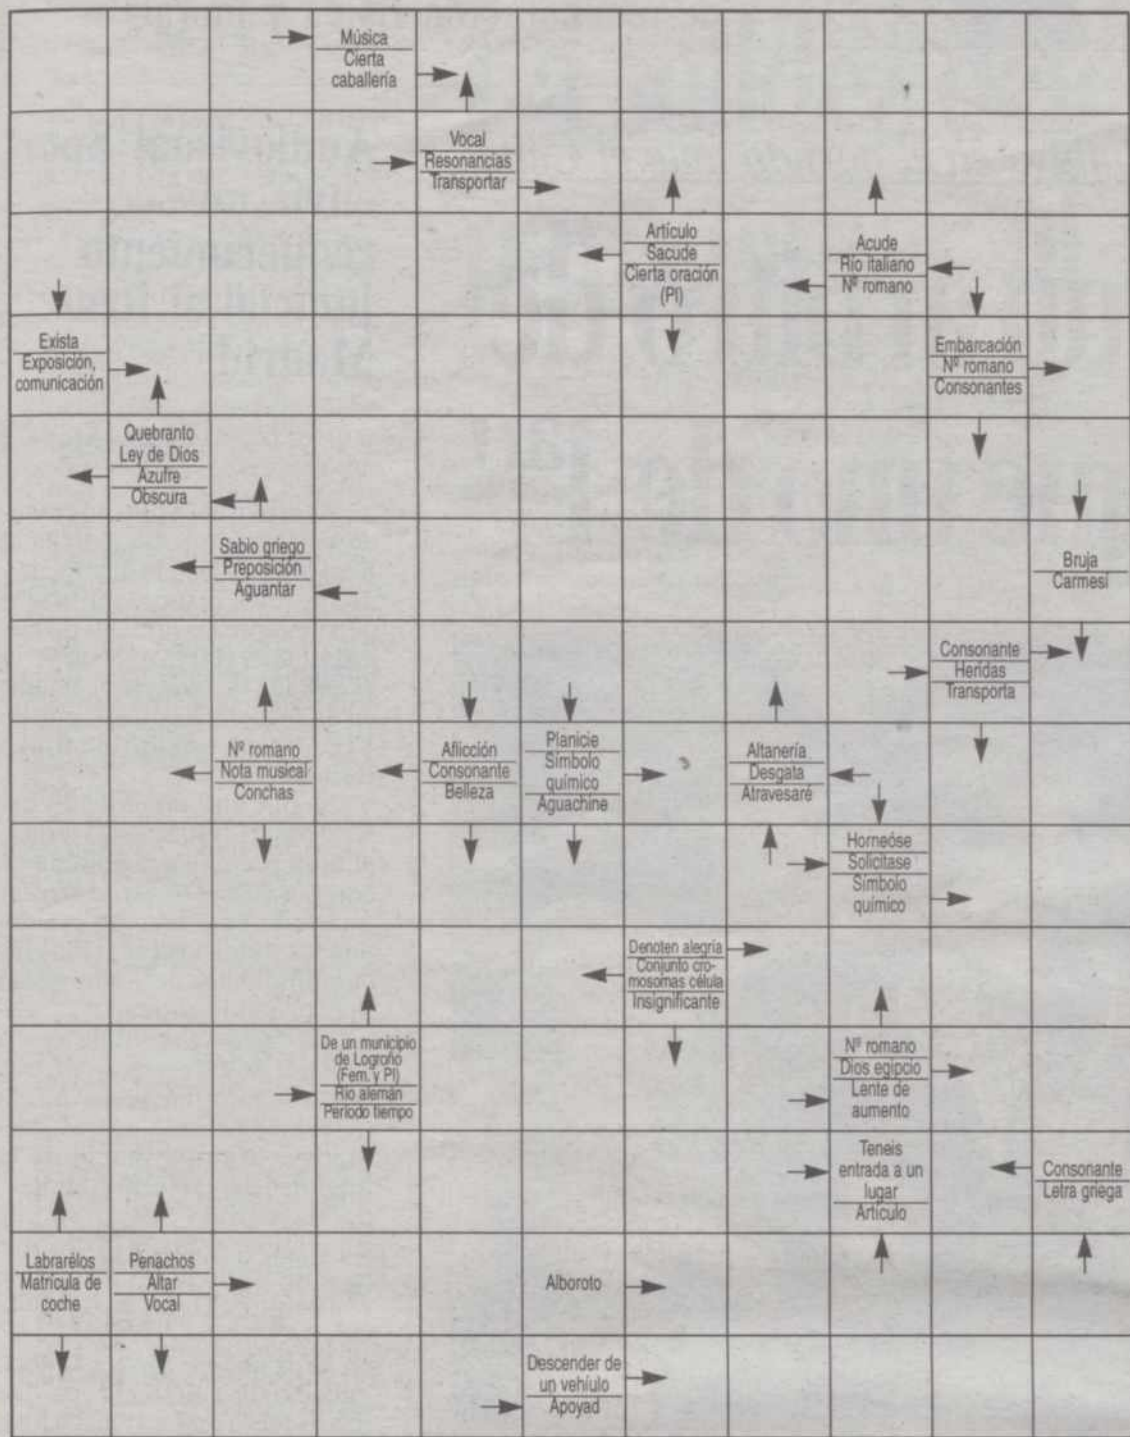 Música
Cierta
caballería
Vocal
Resonancias
Transportar
Artículo
Sacude
Cierta oración
(Pl)
Acude
Río italiano
Nº romano
Exista
Exposición,
comunicación
Embarcación
Nº romano
Consonantes
Quebranto
Ley de Dios
Azufre
Obscura
Sabio griego
Preposición
Aguantar
Bruja
Carmesí
Consonante
Heridas
Transporta
Nº romano
Nota musical
Conchas
Aflicción
Consonante
Belleza
Planicie
Símbolo
químico
Aguachine
Altanería
Desgata
Atravesaré
Horneóse
Solicítase
Símbolo
químico
Denoten alegría
Conjunto cro-
mosomas célula
Insignificante
De un municipio
de Logroño
(Fem. y Pl)
Río alemán
Período tiempo
Nº romano
Dios egipcio
Lente de
aumento
Teneis
entrada a un
lugar
Artículo
Consonante
Letra griega
Labrarélos
Matrícula de
coche
Penachos
Altar
Vocal
Alboroto
Descender de
un vehíulo
Apoyad